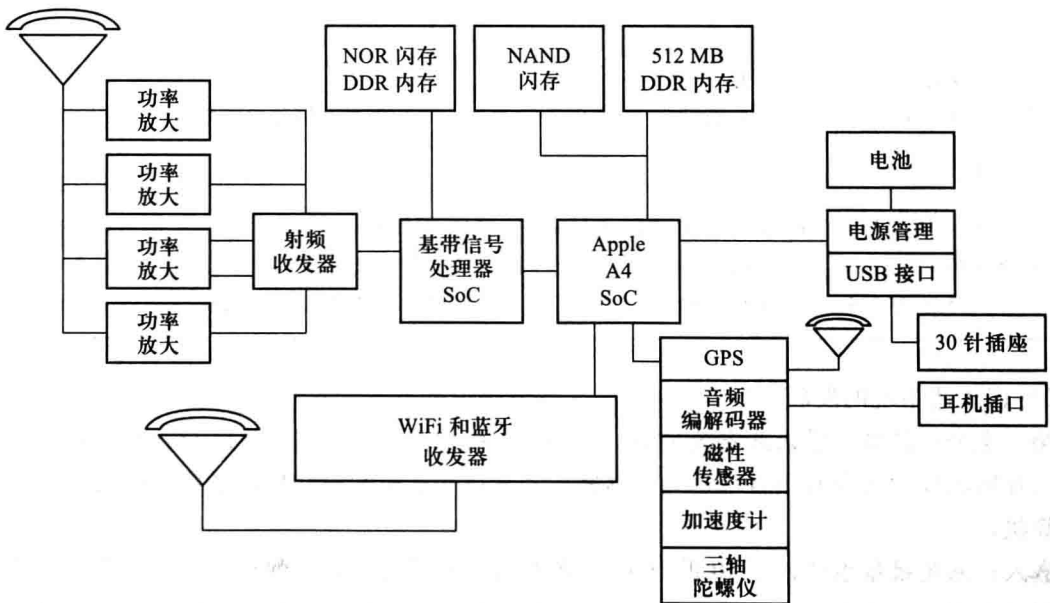 NOR 闪存
DDR 内存
NAND
闪存
512 MB
DDR 内存
功率
放大
功率
放大
功率
放大
功率
放大
射频
收发器
基带信号
处理器
SoC
Apple
A4
SoC
电池
电源管理
USB 接口
30 针插座
GPS
音频
编解码器
耳机插口
磁性
传感器
加速度计
三轴
陀螺仪
WiFi 和蓝牙
收发器